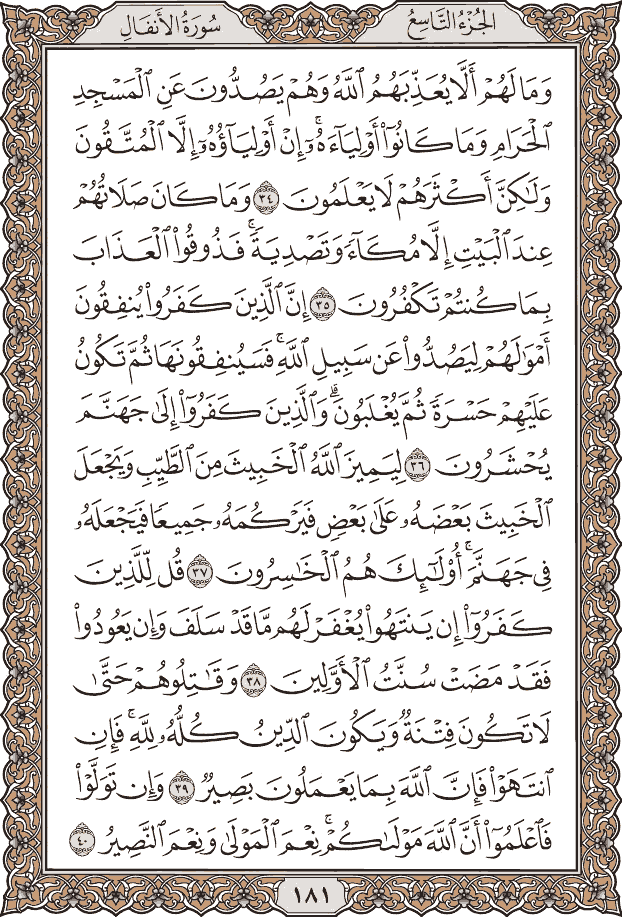 الجُزْءُ التَّاسِعُ
سُورَةُ الأَنفَالِ
وَمَا لَهُمْ أَلَّا يُعَذِّبَهُمُ ٱللَّهُ وَهُمْ يَصُدُّونَ عَنِ ٱلْمَسْجِدِ
ٱلْحَرَامِ وَمَا كَانُوٓا۟ أَوْلِيَآءَهُۥٓ ۚ إِنْ أَوْلِيَآؤُهُۥٓ إِلَّا ٱلْمُتَّقُونَ
وَلَـٰكِنَّ أَكْثَرَهُمْ لَا يَعْلَمُونَ ٣٤ وَمَا كَانَ صَلَاتُهُمْ
عِندَ ٱلْبَيْتِ إِلَّا مُكَآءً وَتَصْدِيَةً ۚ فَذُوقُوا۟ ٱلْعَذَابَ
بِمَا كُنتُمْ تَكْفُرُونَ ٣٥ إِنَّ ٱلَّذِينَ كَفَرُوا۟ يُنفِقُونَ
أَمْوَٰلَهُمْ لِيَصُدُّوا۟ عَن سَبِيلِ ٱللَّهِ ۚ فَسَيُنفِقُونَهَا ثُمَّ تَكُونُ
عَلَيْهِمْ حَسْرَةً ثُمَّ يُغْلَبُونَ ۗ وَٱلَّذِينَ كَفَرُوٓا۟ إِلَىٰ جَهَنَّمَ
يُحْشَرُونَ ٣٦ لِيَمِيزَ ٱللَّهُ ٱلْخَبِيثَ مِنَ ٱلطَّيِّبِ وَيَجْعَلَ
ٱلْخَبِيثَ بَعْضَهُۥ عَلَىٰ بَعْضٍ فَيَرْكُمَهُۥ جَمِيعًا فَيَجْعَلَهُۥ
فِى جَهَنَّمَ ۚ أُو۟لَـٰٓئِكَ هُمُ ٱلْخَـٰسِرُونَ ٣٧ قُل لِّلَّذِينَ
كَفَرُوٓا۟ إِن يَنتَهُوا۟ يُغْفَرْ لَهُم مَّا قَدْ سَلَفَ وَإِن يَعُودُوا۟
فَقَدْ مَضَتْ سُنَّتُ ٱلْأَوَّلِينَ ٣٨ وَقَـٰتِلُوهُمْ حَتَّىٰ
لَا تَكُونَ فِتْنَةٌ وَيَكُونَ ٱلدِّينُ كُلُّهُۥ لِلَّهِ ۚ فَإِنِ
ٱنتَهَوْا۟ فَإِنَّ ٱللَّهَ بِمَا يَعْمَلُونَ بَصِيرٌ ٣٩ وَإِن تَوَلَّوْا۟
فَٱعْلَمُوٓا۟ أَنَّ ٱللَّهَ مَوْلَىٰكُمْ ۚ نِعْمَ ٱلْمَوْلَىٰ وَنِعْمَ ٱلنَّصِيرُ ٤٠
١٨١